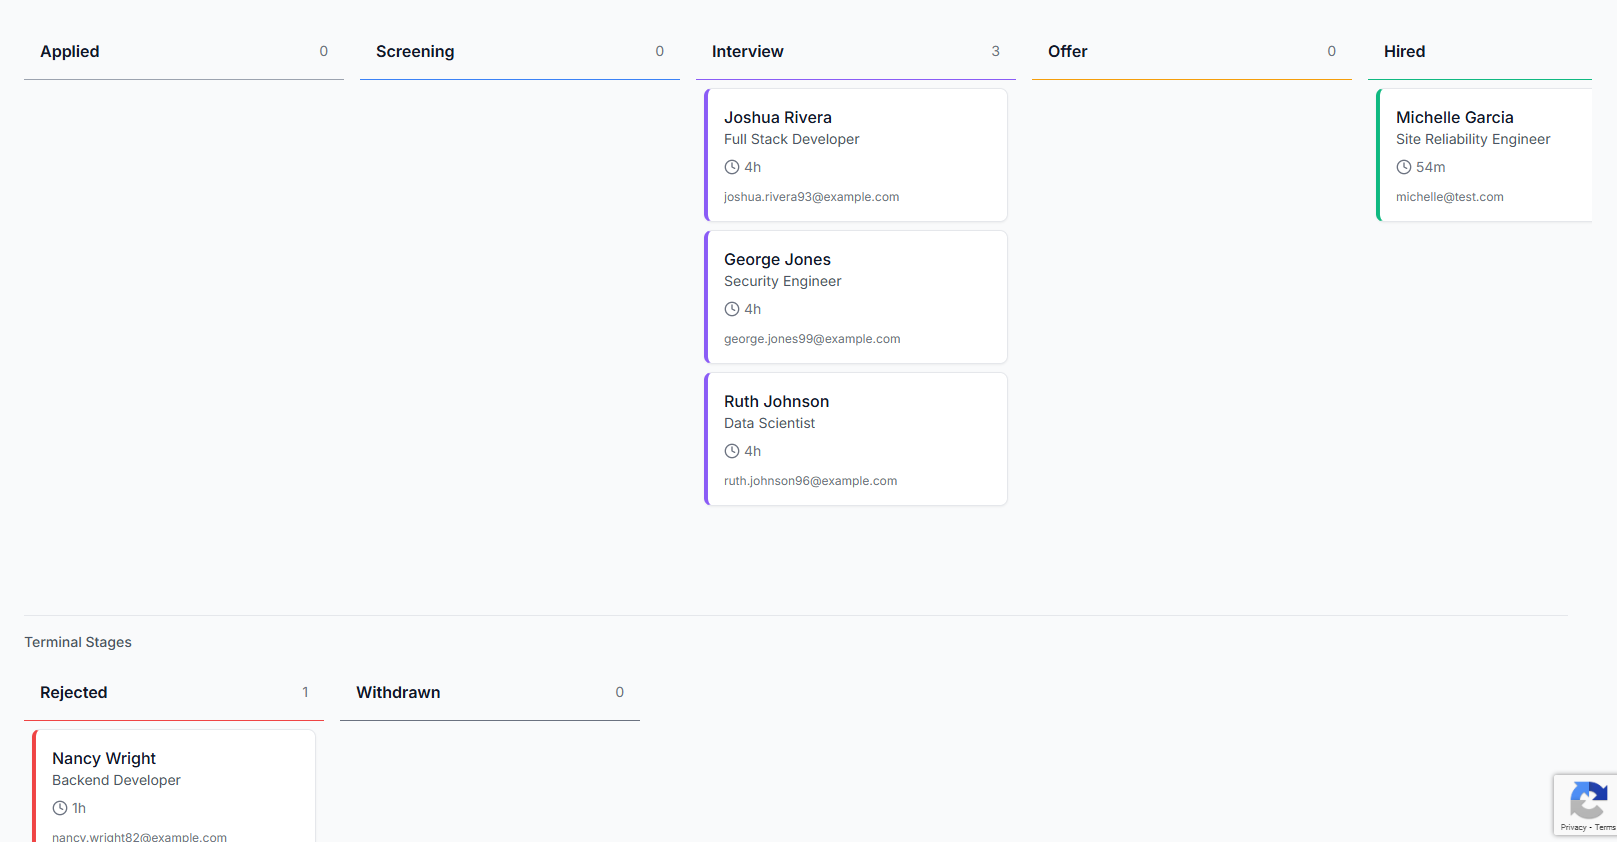 Applied 0
Screening 0
Interview 3
Offer 0
Hired
Joshua Rivera
Full Stack Developer
4h
joshua.rivera93@example.com
George Jones
Security Engineer
4h
george.jones99@example.com
Ruth Johnson
Data Scientist
4h
ruth.johnson96@example.com
Michelle Garcia
Site Reliability Engineer
54m
michelle@test.com
Terminal Stages
Rejected 1
Withdrawn 0
Nancy Wright
Backend Developer
1h
nancy.wright82@example.com
Privacy - Terms